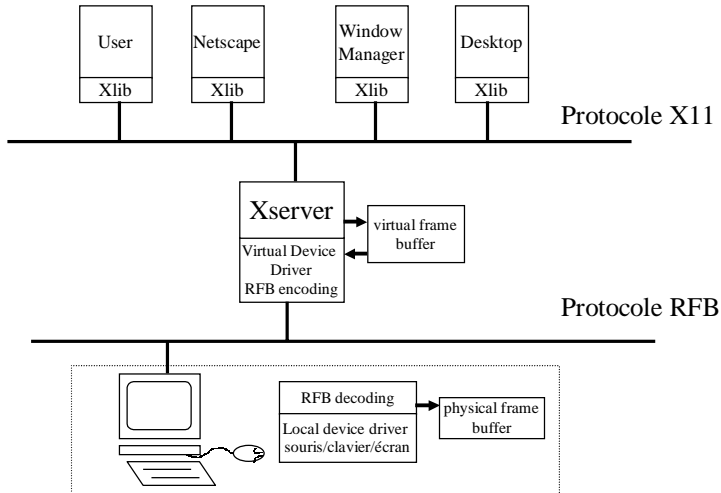 User
Netscape
Window
Manager
Desktop
Xlib
Xlib
Xlib
Xlib
Protocole X11
Xserver
virtual frame
buffer
Virtual Device
Driver
RFB encoding
Protocole RFB
RFB decoding
physical frame
buffer
Local device driver
souris/clavier/écran